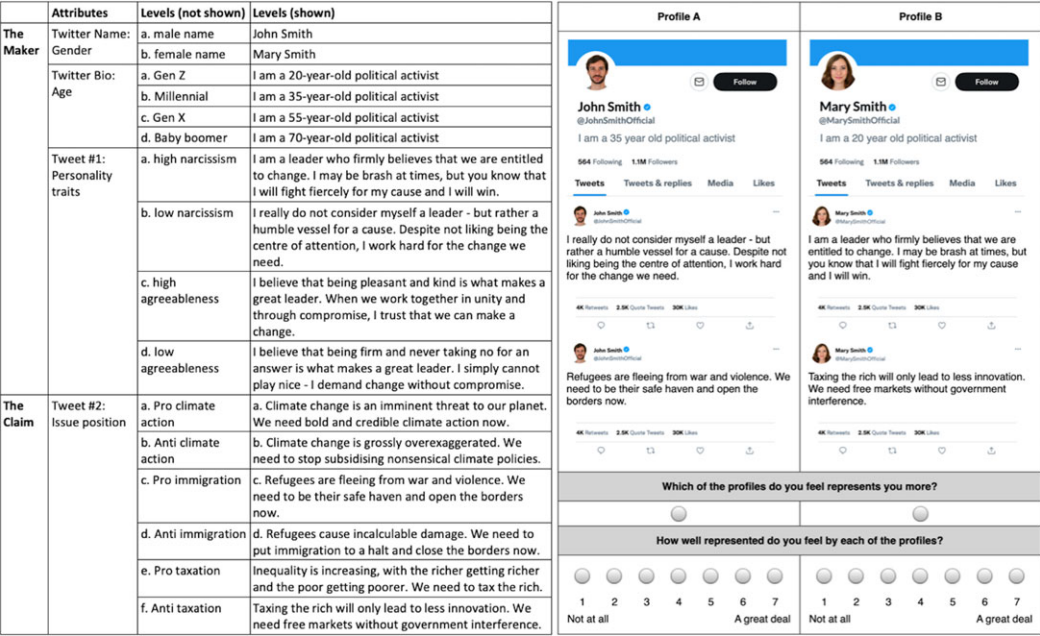 Attributes Levels (not shown) Levels (shown)
The Maker
Twitter Name: Gender
a. male name
John Smith
b. female name
Mary Smith
Twitter Bio: Age
a. Gen Z
I am a 20-year-old political activist
b. Millennial
I am a 35-year-old political activist
c. Gen X
I am a 55-year-old political activist
d. Baby boomer
I am a 70-year-old political activist
Tweet #1:
Personality
traits
a. high narcissism
I am a leader who firmly believes that we are entitled
to change. I may be brash at times, but you know that
I will fight fiercely for my cause and I will win.
b. low narcissism
I really do not consider myself a leader - but rather a
humble vessel for a cause. Despite not liking being the
centre of attention, I work hard for the change we
need.
c. high
agreeableness
I believe that being pleasant and kind is what makes a
great leader. When we work together in unity and
through compromise, I trust that we can make a
change.
d. low
agreeableness
I believe that being firm and never taking no for an
answer is what makes a great leader. I simply cannot
play nice - I demand change without compromise.
The
Claim
Tweet #2:
Issue position
a. Pro climate
action
a. Climate change is an imminent threat to our planet.
We need bold and credible climate action now.
b. Anti climate
action
b. Climate change is grossly overexaggerated. We
need to stop subsidising nonsensical climate policies.
c. Pro immigration
c. Refugees are fleeing from war and violence. We
need to be their safe haven and open the borders
now.
d. Anti immigration
d. Refugees cause incalculable damage. We need to
put immigration to a halt and close the borders now.
e. Pro taxation
Inequality is increasing, with the richer getting richer
and the poor getting poorer. We need to tax the rich.
f. Anti taxation
Taxing the rich will only lead to less innovation. We
need free markets without government interference.
Profile A
Follow
John Smith
@JohnSmithOfficial
I am a 35 year old political activist
564 Following 1.1M Followers
Tweets Tweets & replies Media Likes
John Smith
@JohnSmithOfficial
I really do not consider myself a leader - but
rather a humble vessel for a cause. Despite not
liking being the centre of attention, I work hard
for the change we need.
4K Retweets 2.5K Quote Tweets 30K Likes
John Smith
@JohnSmithOfficial
Refugees are fleeing from war and violence. We
need to be their safe haven and open the
borders now.
4K Retweets 2.5K Quote Tweets 30K Likes
Profile B
Follow
Mary Smith
@MarySmithOfficial
I am a 20 year old political activist
564 Following 1.1M Followers
Tweets Tweets & replies Media Likes
Mary Smith
@MarySmithOfficial
I am a leader who firmly believes that we are
entitled to change. I may be brash at times, but
you know that I will fight fiercely for my cause
and I will win.
4K Retweets 2.5K Quote Tweets 30K Likes
Mary Smith
@MarySmithOfficial
Taxing the rich will only lead to less innovation.
We need free markets without government
interference.
4K Retweets 2.5K Quote Tweets 30K Likes
Which of the profiles do you feel represents you more?
How well represented do you feel by each of the profiles?
1 2 3 4 5 6 7
Not at all A great deal
1 2 3 4 5 6 7
Not at all A great deal